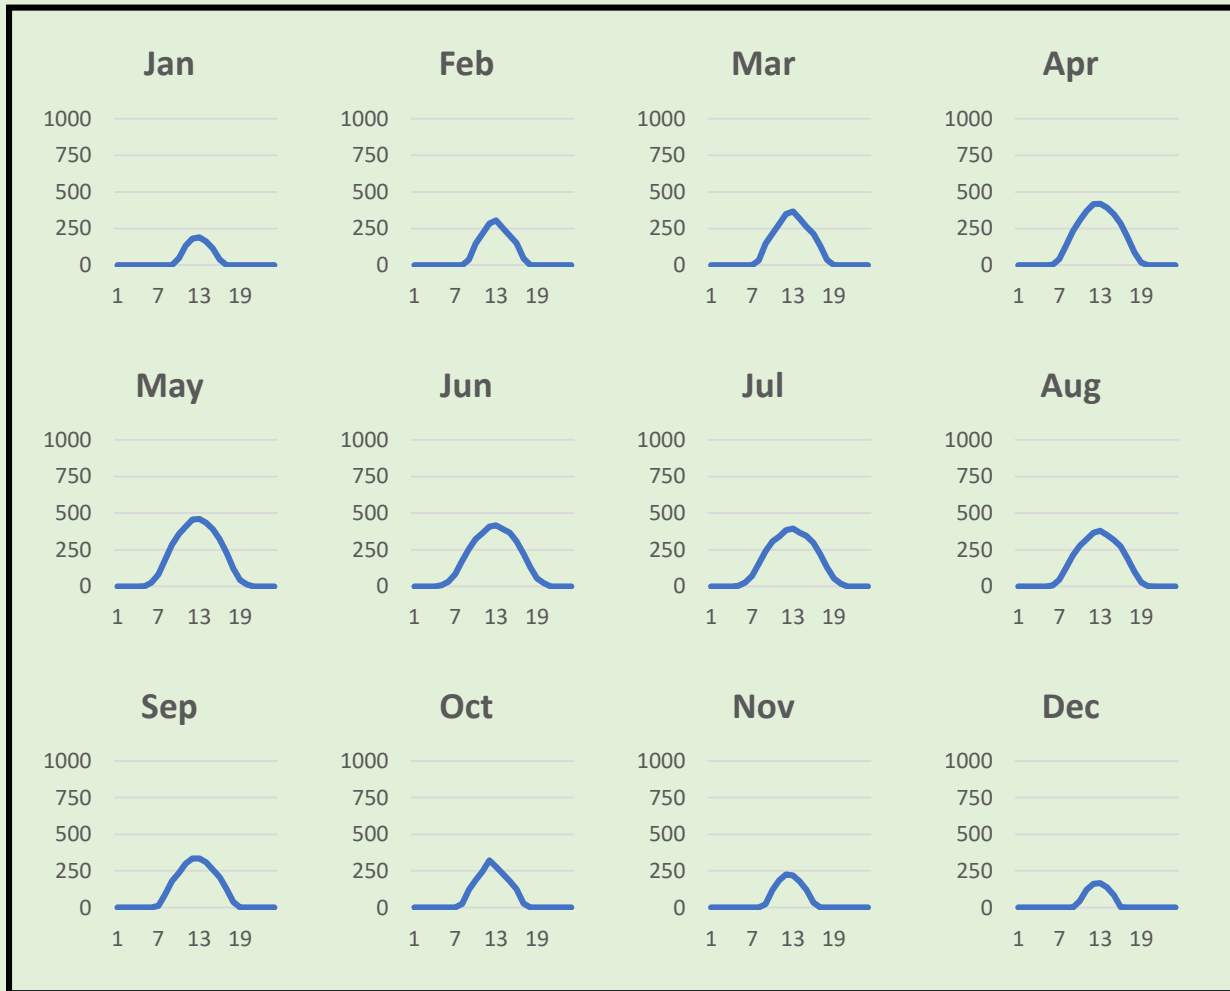 Jan Feb Mar Apr
1000 1000 1000 1000
750 750 750 750
500 500 500 500
250 250 250 250
0 0 0 0
1 7 13 19 1 7 13 19 1 7 13 19 1 7 13 19
May Jun Jul Aug
1000 1000 1000 1000
750 750 750 750
500 500 500 500
250 250 250 250
0 0 0 0
1 7 13 19 1 7 13 19 1 7 13 19 1 7 13 19
Sep Oct Nov Dec
1000 1000 1000 1000
750 750 750 750
500 500 500 500
250 250 250 250
0 0 0 0
1 7 13 19 1 7 13 19 1 7 13 19 1 7 13 19